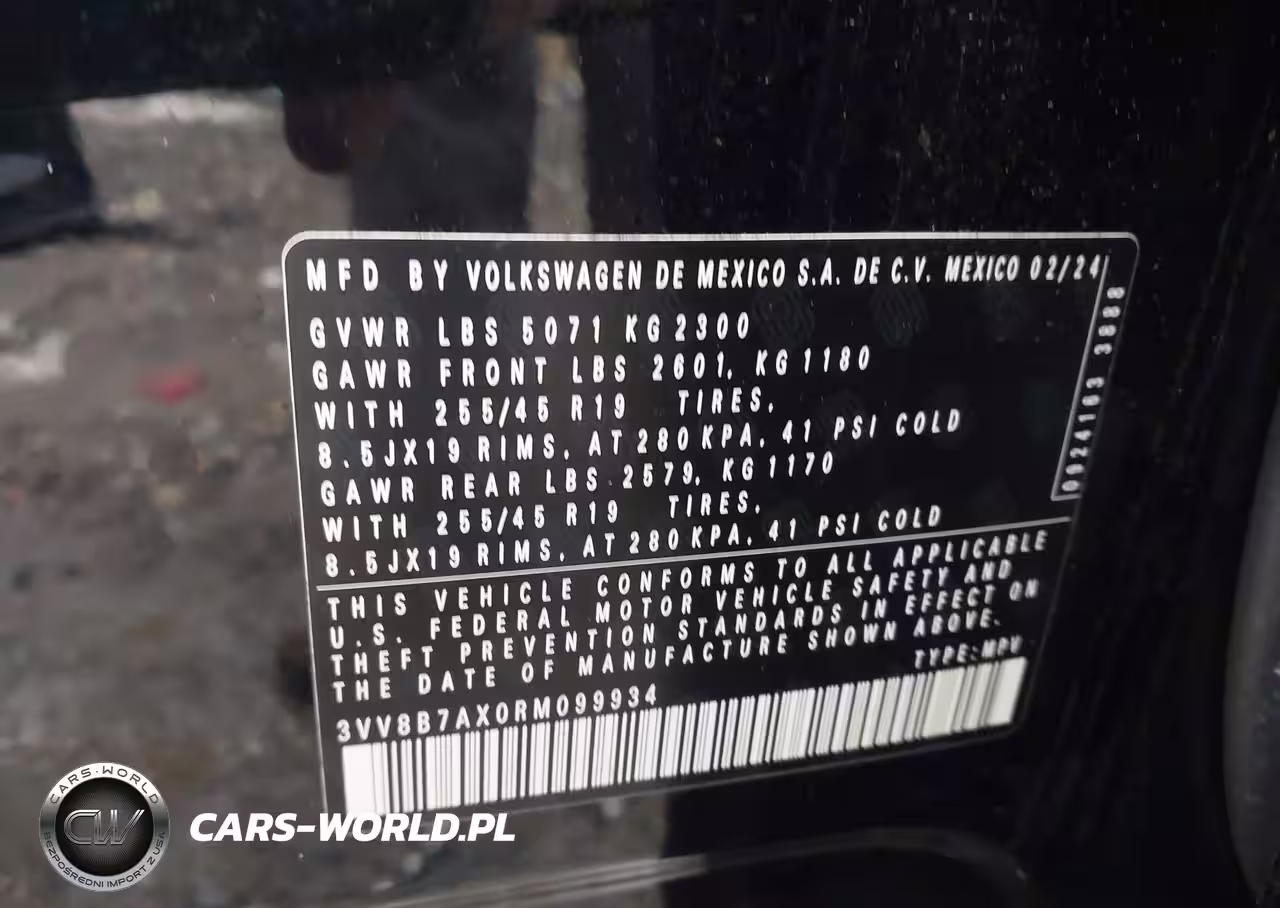 MFD BY VOLKSWAGEN DE MEXICO S.A. DE C.V. MEXICO 02/24
GVWR LBS 5071 KG 2300
GAWR FRONT LBS 2601, KG 1180
WITH 255/45 R19 TIRES,
8.5JX19 RIMS, AT 280 KPA, 41 PSI COLD
GAWR REAR LBS 2579, KG 1170
WITH 255/45 R19 TIRES,
8.5JX19 RIMS, AT 280 KPA, 41 PSI COLD
0024163 3888
THIS VEHICLE CONFORMS TO ALL APPLICABLE
U.S. FEDERAL MOTOR VEHICLE SAFETY AND
THEFT PREVENTION STANDARDS IN EFFECT ON
THE DATE OF MANUFACTURE SHOWN ABOVE.
TYPE:MPV
3VV8B7AX0RM099934
CARS-WORLD
CW
BEZPOŚREDNI IMPORT Z USA
CARS-WORLD.PL